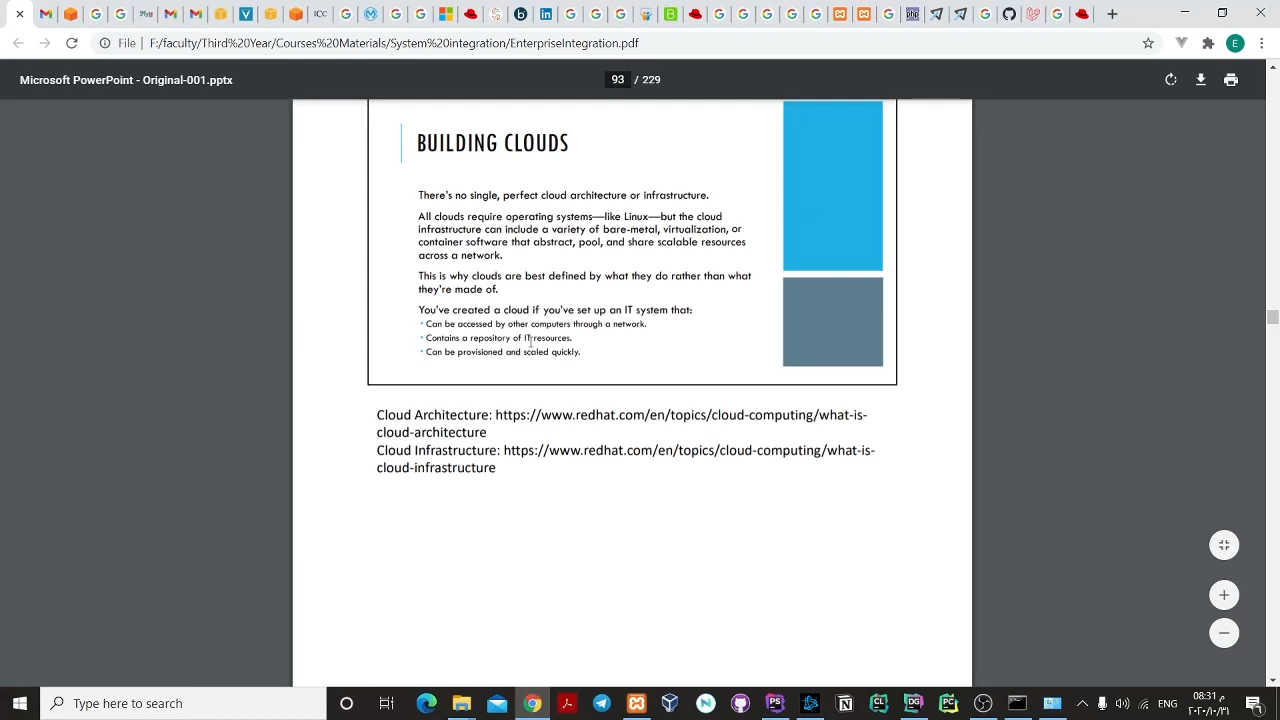 File | F:/faculty/Third%20Year/Courses%20Materials/System%20integration/EnterpriseIntegration.pdf
Microsoft PowerPoint - Original-001.pptx
93 / 229
BUILDING CLOUDS
There's no single, perfect cloud architecture or infrastructure.
All clouds require operating systems—like Linux—but the cloud
infrastructure can include a variety of bare-metal, virtualization, or
container software that abstract, pool, and share scalable resources
across a network.
This is why clouds are best defined by what they do rather than what
they're made of.
You've created a cloud if you've set up an IT system that:
Can be accessed by other computers through a network.
Contains a repository of IT resources.
Can be provisioned and scaled quickly.
Cloud Architecture: https://www.redhat.com/en/topics/cloud-computing/what-is-
cloud-architecture
Cloud Infrastructure: https://www.redhat.com/en/topics/cloud-computing/what-is-
cloud-infrastructure
Type here to search
ENG
08:31